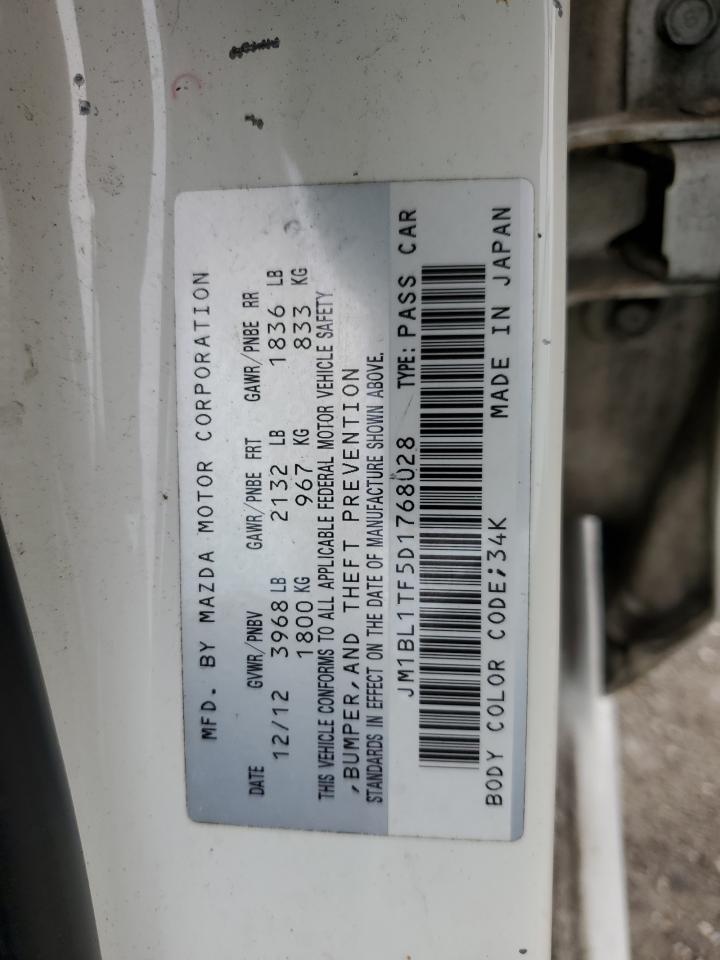 MFD. BY MAZDA MOTOR CORPORATION
DATE GVWR/PNBV GAWR/PNBE FRT GAWR/PNBE RR
12/12 3968 LB 2132 LB 1836 LB
1800 KG 967 KG 833 KG
THIS VEHICLE CONFORMS TO ALL APPLICABLE FEDERAL MOTOR VEHICLE SAFETY
,BUMPER,AND THEFT PREVENTION
STANDARDS IN EFFECT ON THE DATE OF MANUFACTURE SHOWN ABOVE.
JM1BL1TF5D1768028 TYPE: PASS CAR
BODY COLOR CODE;34K MADE IN JAPAN